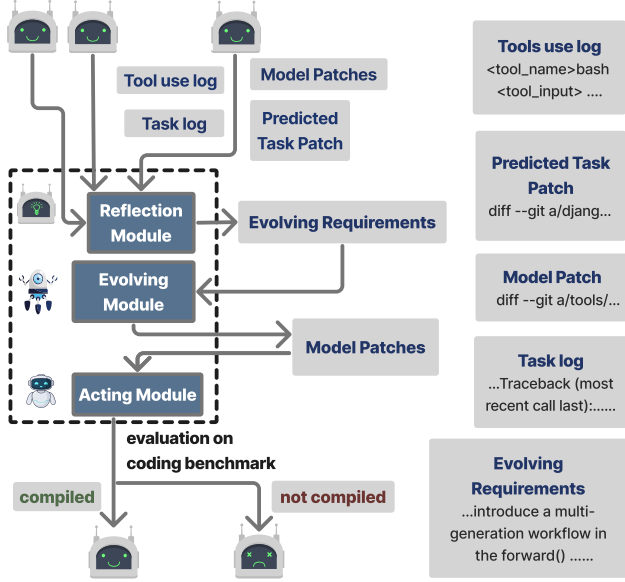 Tool use log
Model Patches
Task log
Predicted
Task Patch
Reflection
Module
Evolving Requirements
Evolving
Module
Model Patches
Acting Module
evaluation on
coding benchmark
compiled
not compiled
Tools use log
<tool_name>bash
<tool_input> ....
Predicted Task
Patch
diff --git a/djang...
Model Patch
diff --git a/tools/...
Task log
...Traceback (most
recent call last):......
Evolving
Requirements
...introduce a multi-
generation workflow in
the forward() ......